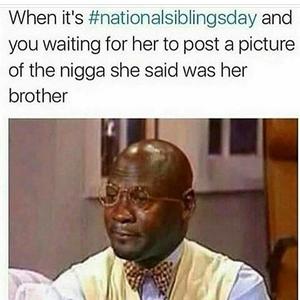 When it's #nationalsiblingsday and
you waiting for her to post a picture
of the nigga she said was her
brother